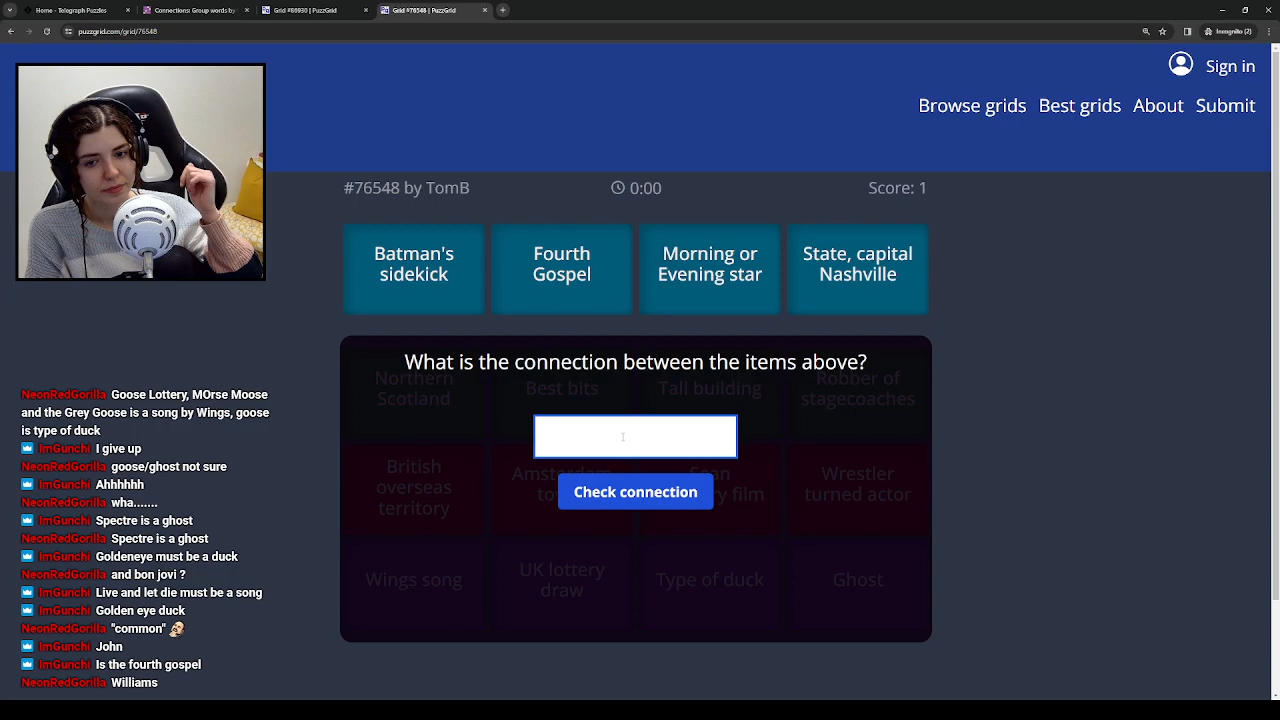 Home - Telegraph Puzzles
Connections: Group words by
Grid #80930 | PuzzGrid
Grid #76548 | PuzzGrid
puzzgrid.com/grid/76548
Incognito (2)
Sign in
Browse grids Best grids About Submit
#76548 by TomB
0:00
Score: 1
Batman's
sidekick
Fourth
Gospel
Morning or
Evening star
State, capital
Nashville
What is the connection between the items above?
Northern
Scotland
Best bits
Tall building
Robber of
stagecoaches
Check connection
British
overseas
territory
Wrestler
turned actor
Wings song
UK lottery
draw
Type of duck
Ghost
NeonRedGorilla Goose Lottery, MOrse Moose
and the Grey Goose is a song by Wings, goose
is type of duck
ImGunchi I give up
NeonRedGorilla goose/ghost not sure
ImGunchi Ahhhhhh
NeonRedGorilla wha.......
ImGunchi Spectre is a ghost
NeonRedGorilla Spectre is a ghost
ImGunchi Goldeneye must be a duck
NeonRedGorilla and bon jovi ?
ImGunchi Live and let die must be a song
ImGunchi Golden eye duck
NeonRedGorilla "common"
ImGunchi John
ImGunchi Is the fourth gospel
NeonRedGorilla Williams